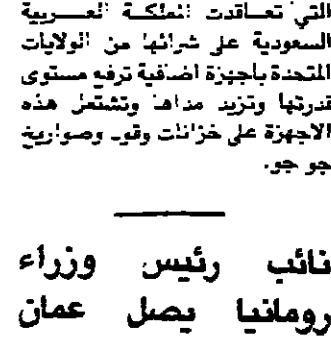 التي تعاقدت المملكة العربية
السعودية على شرائها من الولايات
المتحدة بأجهزة اضافية ترفع مستوى
قدرتها وتزيد مداها وتشتمل هذه
الاجهزة على خزانات وقود وصواريخ
جو جو.
نائب رئيس وزراء
رومانيا يصل عمان